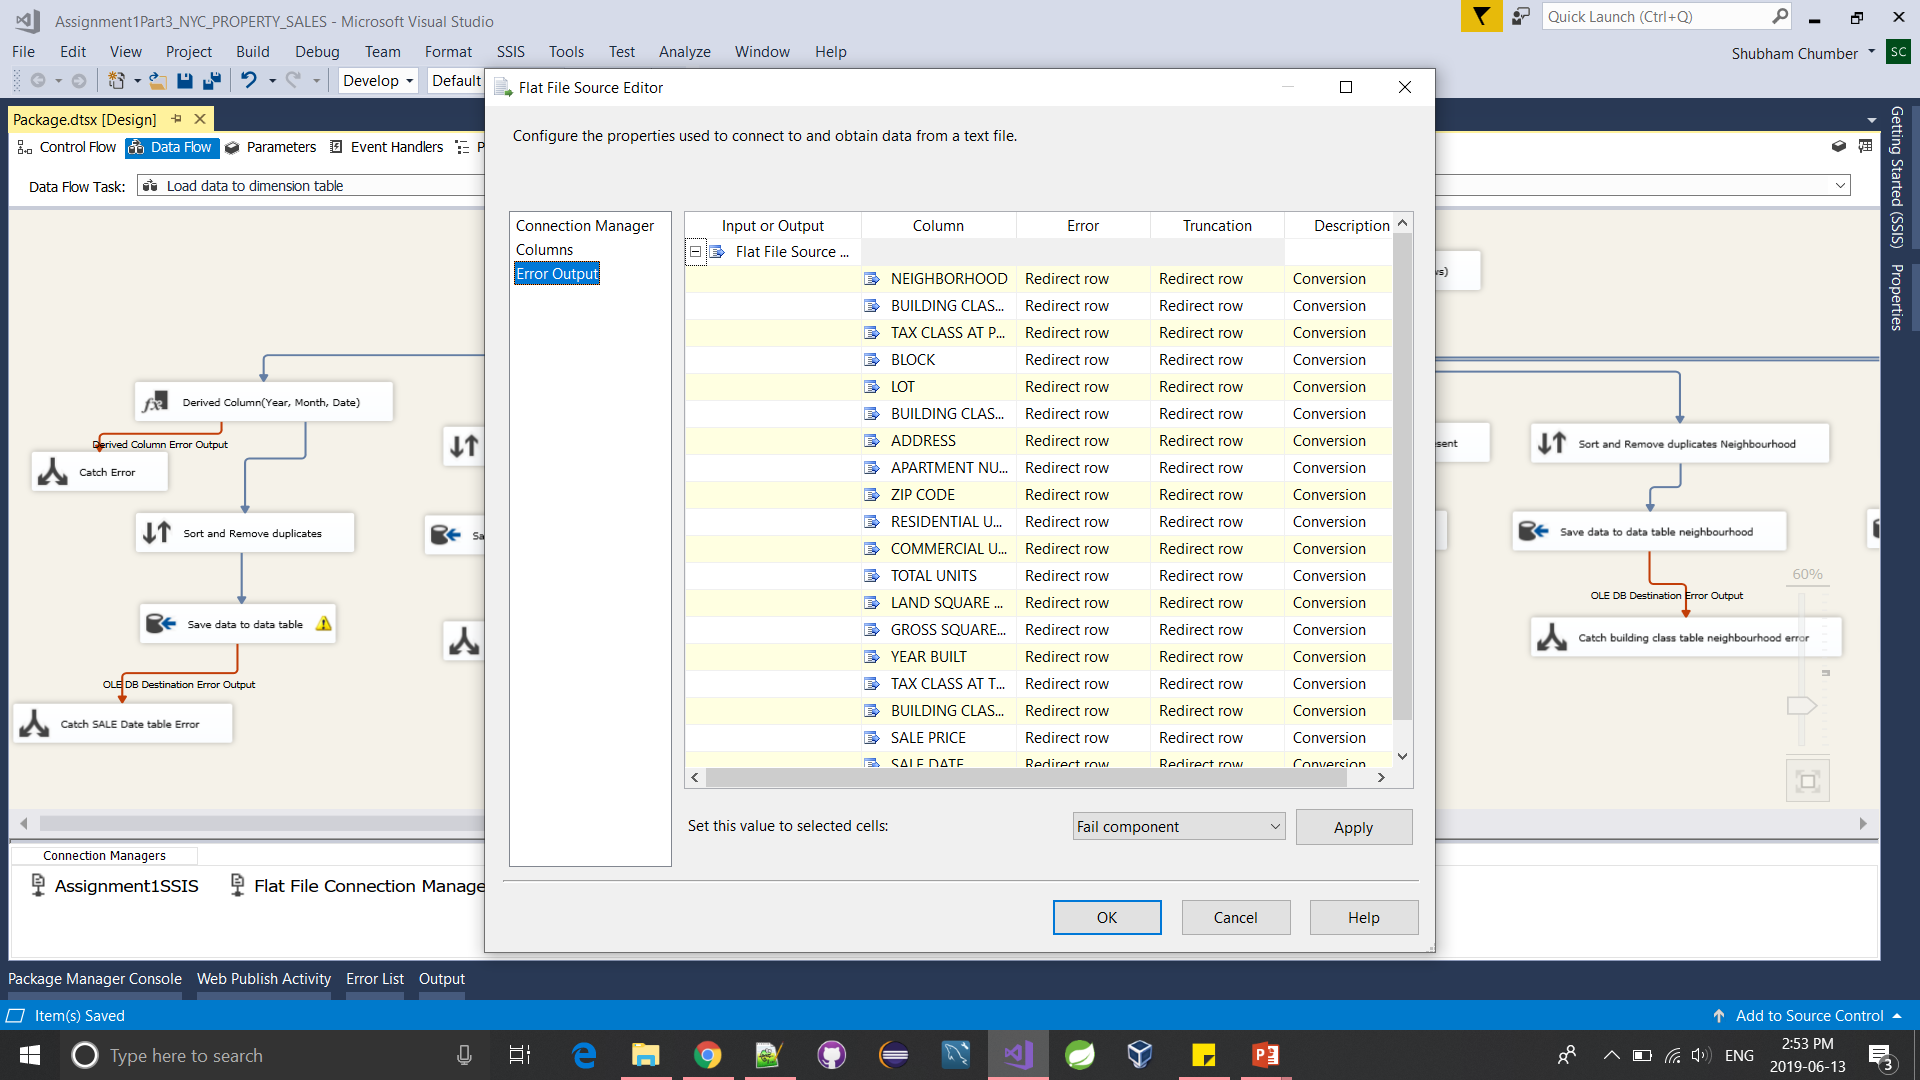 Assignment1Part3_NYC_PROPERTY_SALES - Microsoft Visual Studio
Quick Launch (Ctrl+Q)
File Edit View Project Build Debug Team Format SSIS Tools Test Analyze Window Help
Shubham Chumber SC
Develop Default
Flat File Source Editor
Package.dtsx [Design]
Control Flow Data Flow Parameters Event Handlers P
Configure the properties used to connect to and obtain data from a text file.
Data Flow Task: Load data to dimension table
Getting Started (SSIS)
Properties
Connection Manager
Columns
Error Output
Input or Output Column Error Truncation Description
Flat File Source ...
NEIGHBORHOOD Redirect row Redirect row Conversion
BUILDING CLAS... Redirect row Redirect row Conversion
TAX CLASS AT P... Redirect row Redirect row Conversion
BLOCK Redirect row Redirect row Conversion
LOT Redirect row Redirect row Conversion
BUILDING CLAS... Redirect row Redirect row Conversion
ADDRESS Redirect row Redirect row Conversion
APARTMENT NU... Redirect row Redirect row Conversion
ZIP CODE Redirect row Redirect row Conversion
RESIDENTIAL U... Redirect row Redirect row Conversion
COMMERCIAL U... Redirect row Redirect row Conversion
TOTAL UNITS Redirect row Redirect row Conversion
LAND SQUARE ... Redirect row Redirect row Conversion
GROSS SQUARE... Redirect row Redirect row Conversion
YEAR BUILT Redirect row Redirect row Conversion
TAX CLASS AT T... Redirect row Redirect row Conversion
BUILDING CLAS... Redirect row Redirect row Conversion
SALE PRICE Redirect row Redirect row Conversion
SALE DATE Redirect row Redirect row Conversion
Set this value to selected cells: Fail component Apply
OK Cancel Help
Derived Column(Year, Month, Date)
Derived Column Error Output
Catch Error
Sort and Remove duplicates
Sa
Save data to data table
OLE DB Destination Error Output
Catch SALE Date table Error
ws)
sent
Sort and Remove duplicates Neighbourhood
Save data to data table neighbourhood
OLE DB Destination Error Output
Catch building class table neighbourhood error
60%
Connection Managers
Assignment1SSIS Flat File Connection Manage
Package Manager Console Web Publish Activity Error List Output
Item(s) Saved
Add to Source Control
Type here to search
ENG
2:53 PM
2019-06-13
3